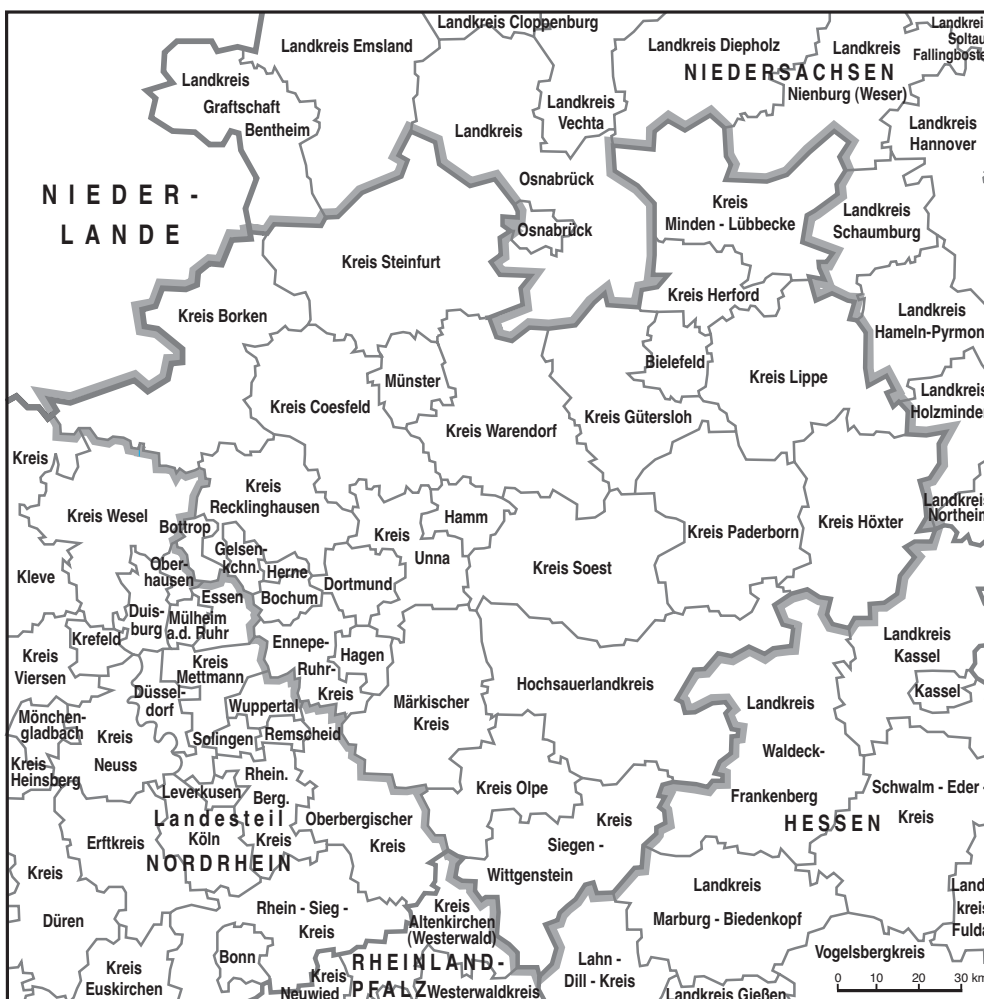 Landkreis Cloppenburg
Landkreis Emsland
Landkreis Diepholz
Landkreis
NIEDERSACHSEN
Nienburg (Weser)
Landkreis
Graftschaft
Bentheim
Landkreis
Vechta
Landkreis
Osnabrück
Landkreis
Hannover
NIEDER-
LANDE
Osnabrück
Kreis
Minden - Lübbecke
Landkreis
Schaumburg
Kreis Steinfurt
Kreis Herford
Kreis Borken
Landkreis
Hameln-Pyrmon
Bielefeld
Kreis Lippe
Münster
Kreis Coesfeld
Kreis Warendorf
Kreis Gütersloh
Landkreis
Holzminden
Kreis
Kleve
Kreis Wesel
Kreis
Recklinghausen
Bottrop
Gelsen-
kchn.
Herne
Bochum
Kreis
Unna
Hamm
Dortmund
Kreis Soest
Kreis Paderborn
Kreis Höxter
Landkreis
Northeim
Ober-
hausen
Essen
Duis-
burg
Mülheim
a.d. Ruhr
Krefeld
Kreis
Viersen
Kreis
Mettmann
Düssel-
dorf
Ennepe-
Ruhr-
Kreis
Hagen
Wuppertal
Solingen
Remscheid
Märkischer
Kreis
Hochsauerlandkreis
Landkreis
Kassel
Kassel
Landkreis
Waldeck-
Frankenberg
HESSEN
Schwalm - Eder -
Kreis
Mönchen-
gladbach
Kreis
Neuss
Kreis
Heinsberg
Rhein.
Berg.
Kreis
Leverkusen
Landesteil
NORDRHEIN
Köln
Erftkreis
Oberbergischer
Kreis
Kreis Olpe
Kreis
Siegen -
Wittgenstein
Kreis
Düren
Rhein - Sieg -
Kreis
Bonn
Kreis
Euskirchen
Kreis
Altenkirchen
(Westerwald)
RHEINLAND-
PFALZ
Kreis
Neuwied
Westerwaldkreis
Lahn -
Dill - Kreis
Landkreis
Marburg - Biedenkopf
Vogelsbergkreis
Landkreis Gießen
Land-
kreis
Fulda
0 10 20 30 km